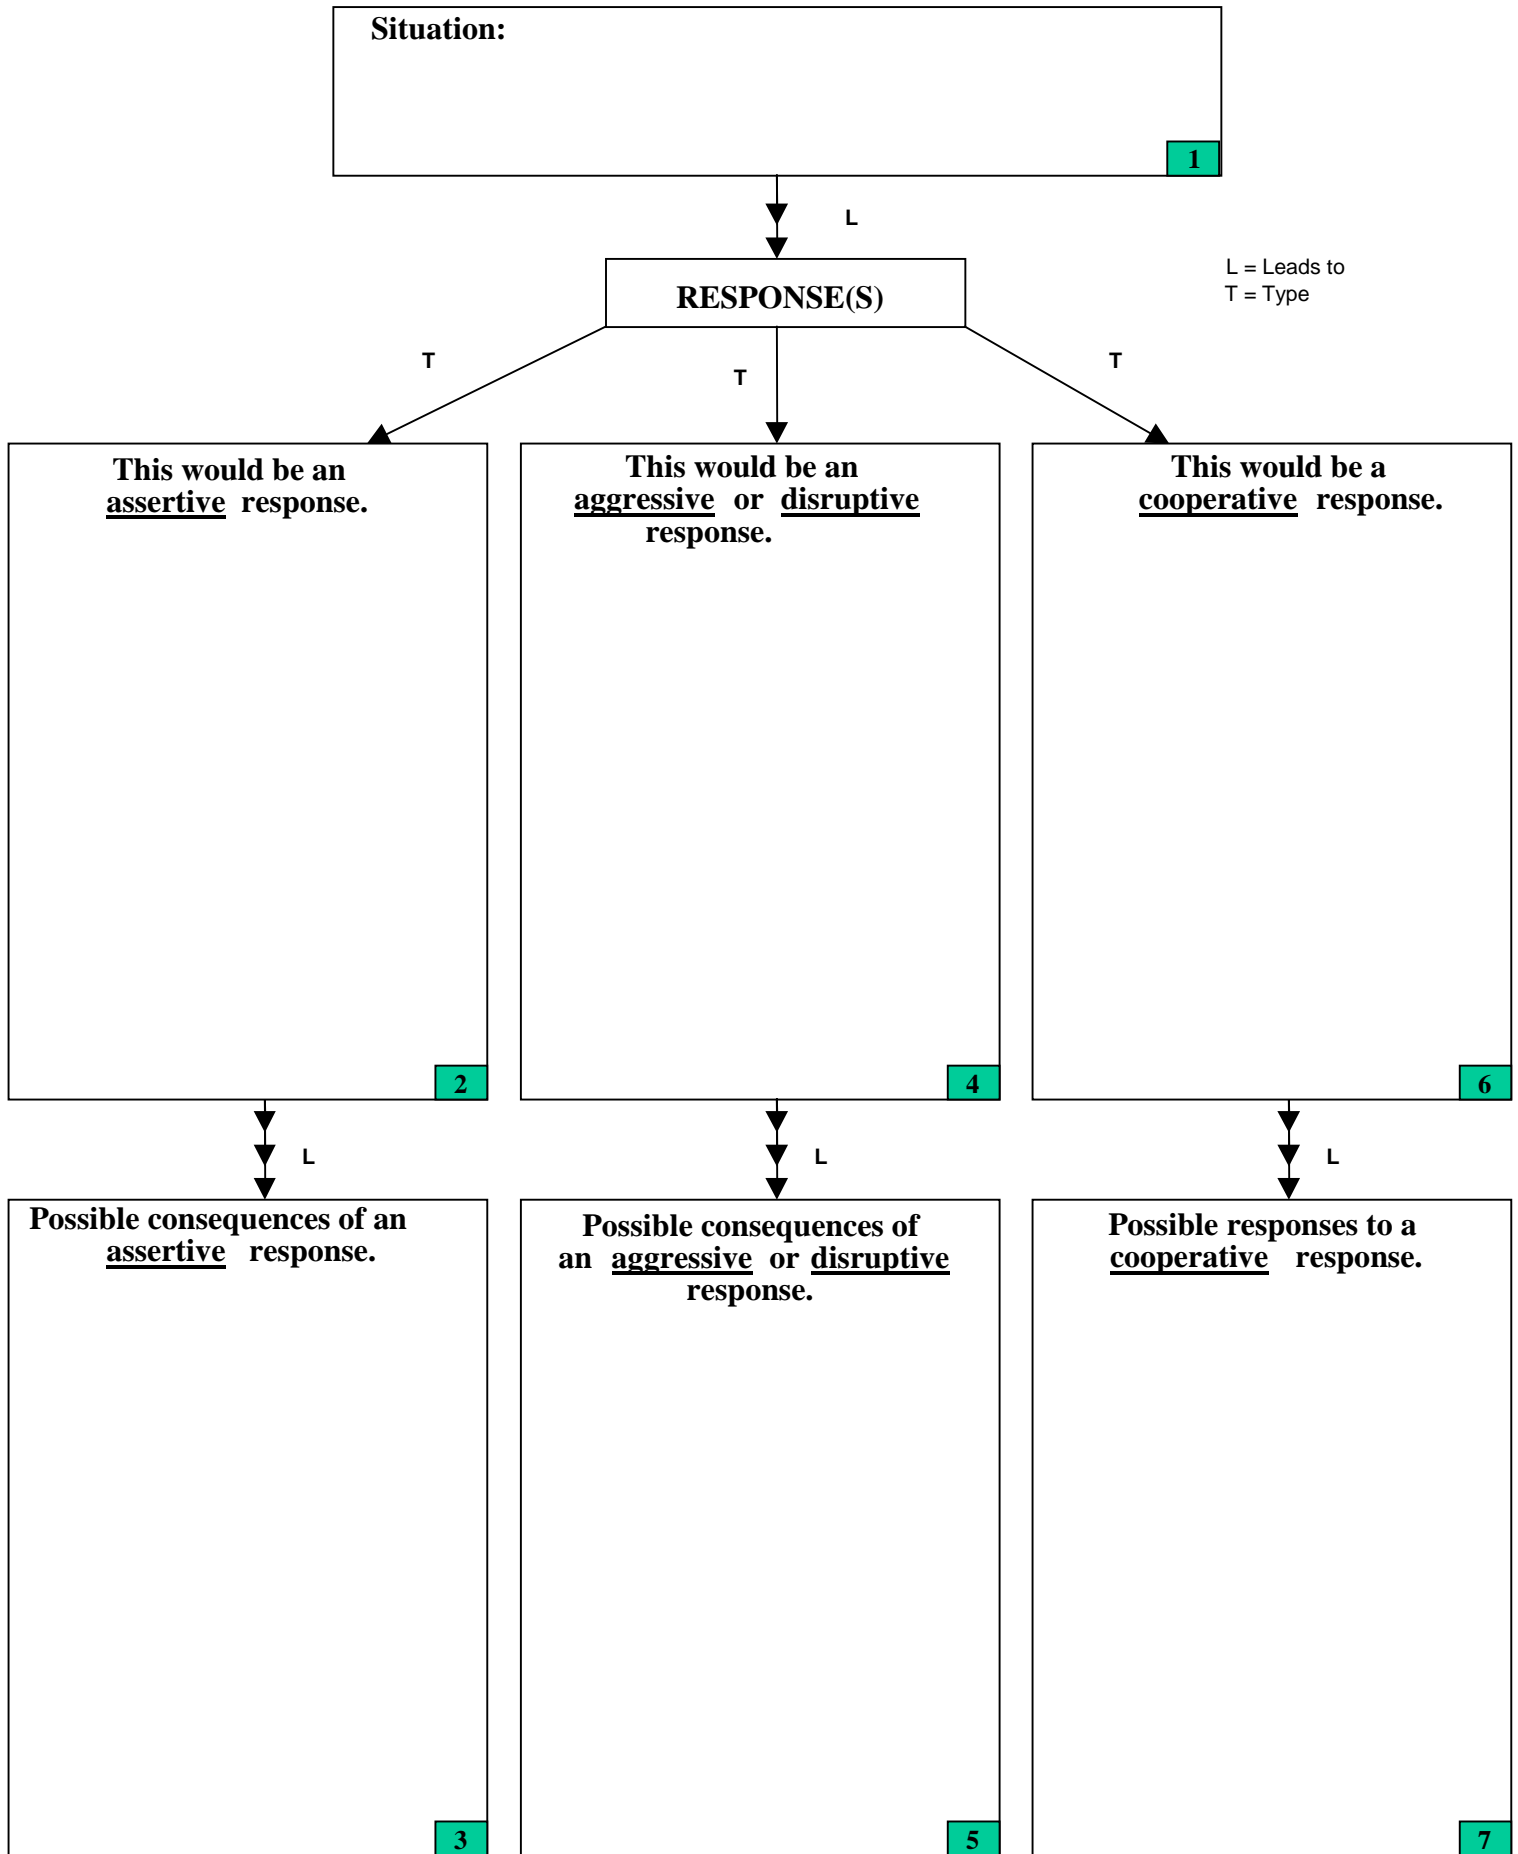 Situation:
1
L
L = Leads to
T = Type
RESPONSE(S)
T
T
T
This would be an
assertive response.
2
This would be an
aggressive or disruptive
response.
4
This would be a
cooperative response.
6
L
L
L
Possible consequences of an
assertive response.
3
Possible consequences of
an aggressive or disruptive
response.
5
Possible responses to a
cooperative response.
7